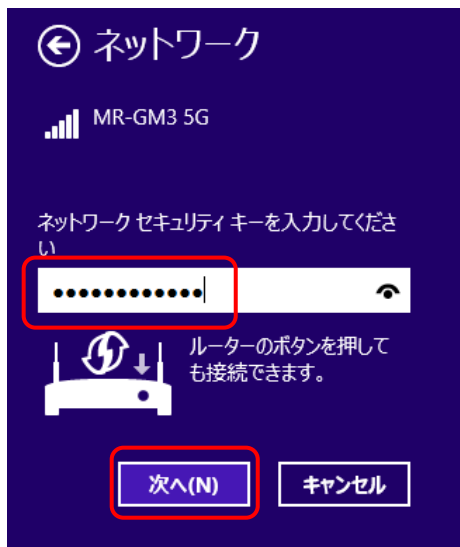 ネットワーク
MR-GM3 5G
ネットワーク セキュリティ キーを入力してくださ
い
••••••••••••
ルーターのボタンを押して
も接続できます。
次へ(N)
キャンセル